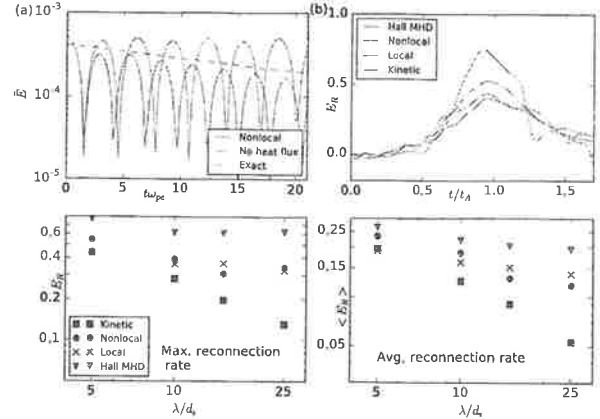 (a)
10⁻³
10⁻⁴
10⁻⁵
Ē
Nonlocal
No heat flue
Exact
0 5 10 15 20
tω_pe
(b)
Hall MHD
Nonlocal
Local
Kinetic
E_R
1.0
0.5
0.0
0.0 0.5 1.0 1.5
t/t_A
0.6
0.4
0.2
0.1
E_R
Kinetic
Nonlocal
Local
Hall MHD
Max. reconnection
rate
5 10 25
λ/d
0.25
0.15
0.05
< E_R >
Avg. reconnection rate
5 10 25
λ/d